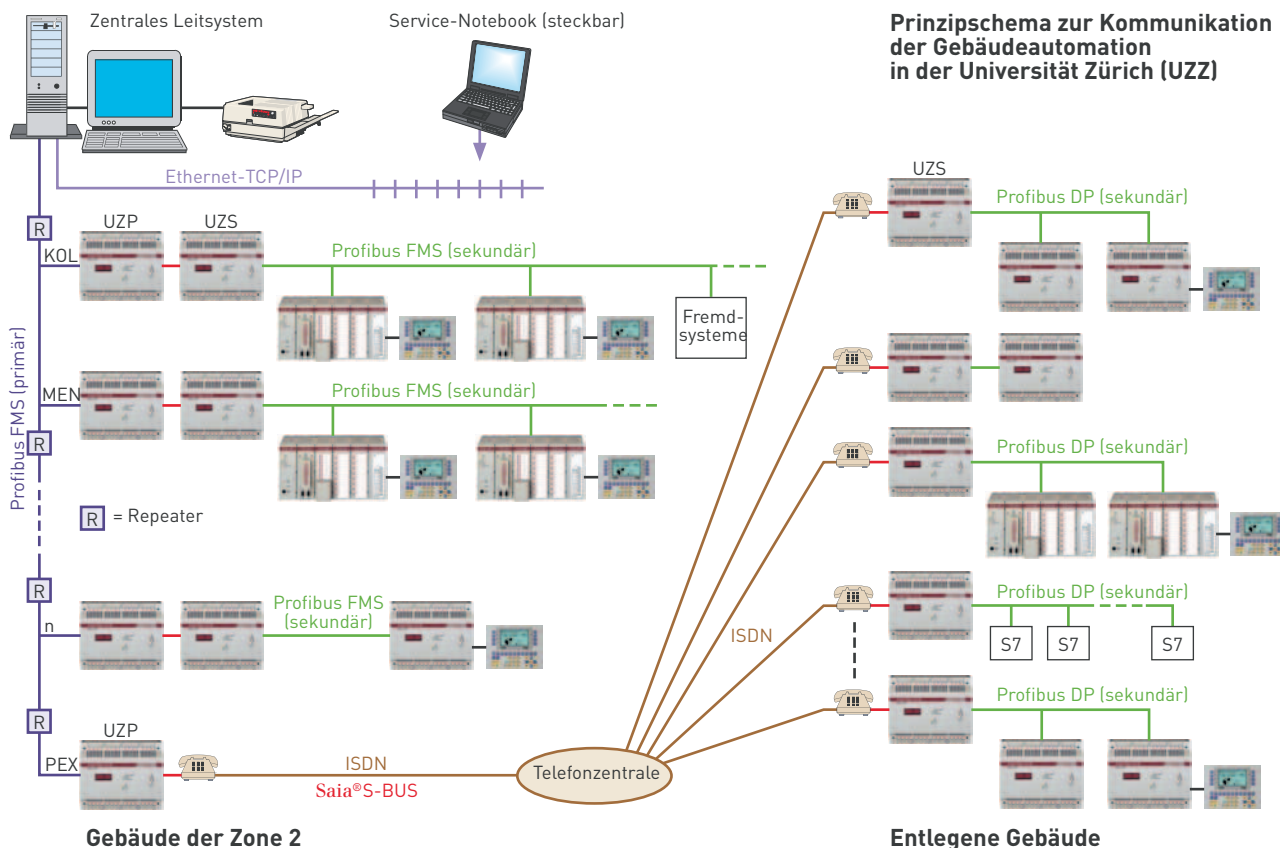 Zentrales Leitsystem
Service-Notebook (steckbar)
Prinzipschema zur Kommunikation
der Gebäudeautomation
in der Universität Zürich (UZZ)
Ethernet-TCP/IP
R
UZP
UZS
KOL
Profibus FMS (sekundär)
Fremd-
systeme
Profibus FMS (primär)
MEN
Profibus FMS (sekundär)
R
R = Repeater
R
n
Profibus FMS
(sekundär)
R
UZP
PEX
ISDN
Saia®S-BUS
Telefonzentrale
ISDN
UZS
Profibus DP (sekundär)
Profibus DP (sekundär)
Profibus DP (sekundär)
S7
S7
S7
Profibus DP (sekundär)
Gebäude der Zone 2
Entlegene Gebäude